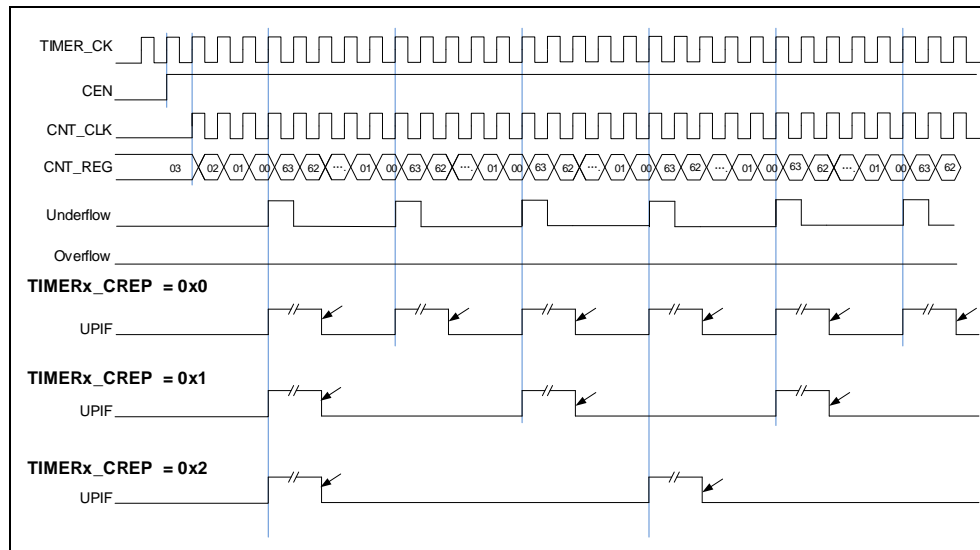 TIMER_CK
CEN
CNT_CLK
CNT_REG 03 02 01 00 63 62 .... 01 00 63 62 .... 01 00 63 62 .... 01 00 63 62 .... 01 00 63 62 .... 01 00 63 62
Underflow
Overflow
TIMERx_CREP = 0x0
UPIF
TIMERx_CREP = 0x1
UPIF
TIMERx_CREP = 0x2
UPIF